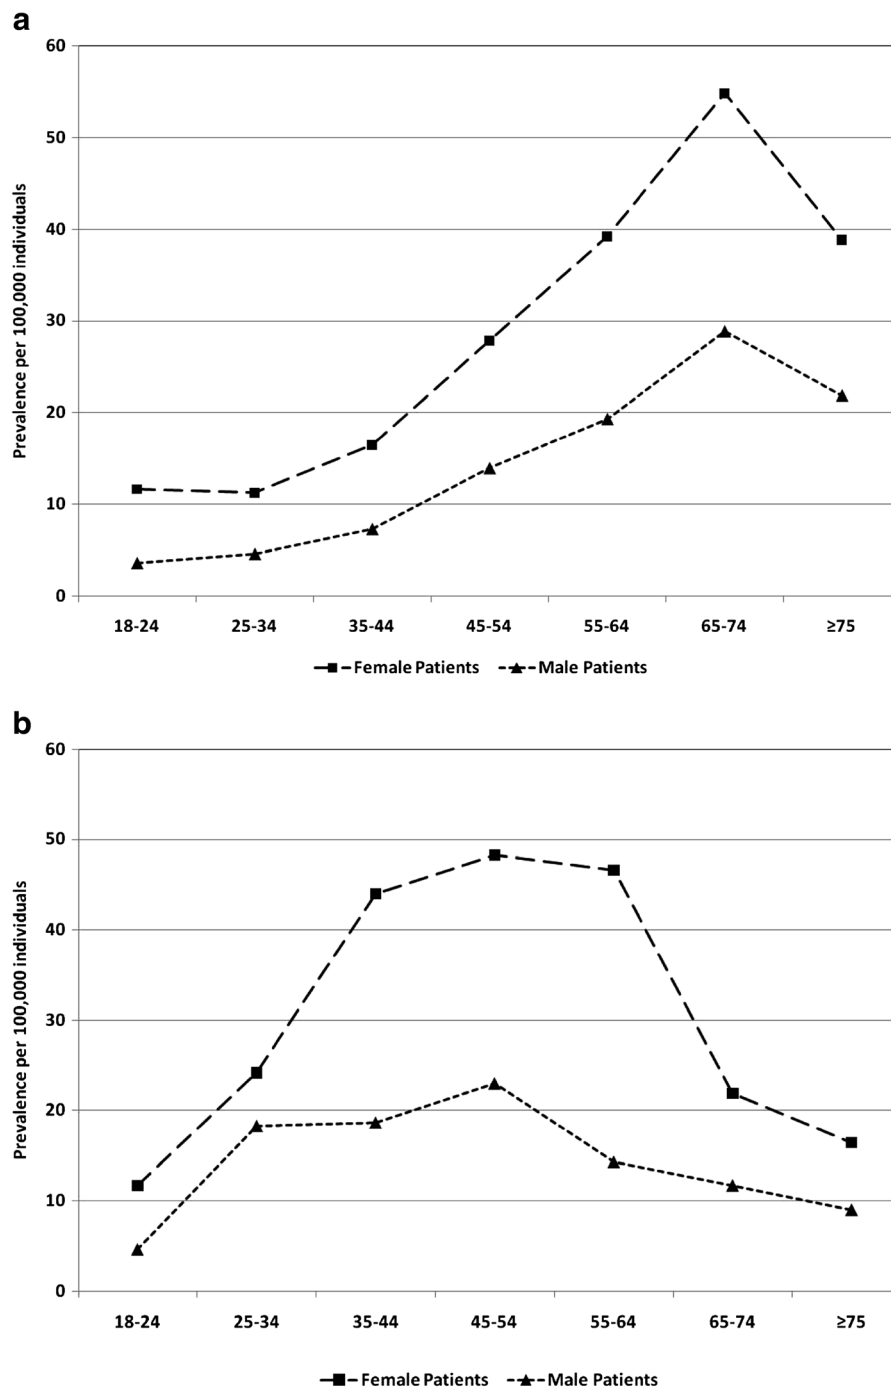 a
60
50
40
30
20
10
0
Prevalence per 100,000 individuals
18-24 25-34 35-44 45-54 55-64 65-74 ≥75
Female Patients Male Patients
b
60
50
40
30
20
10
0
Prevalence per 100,000 individuals
18-24 25-34 35-44 45-54 55-64 65-74 ≥75
Female Patients Male Patients